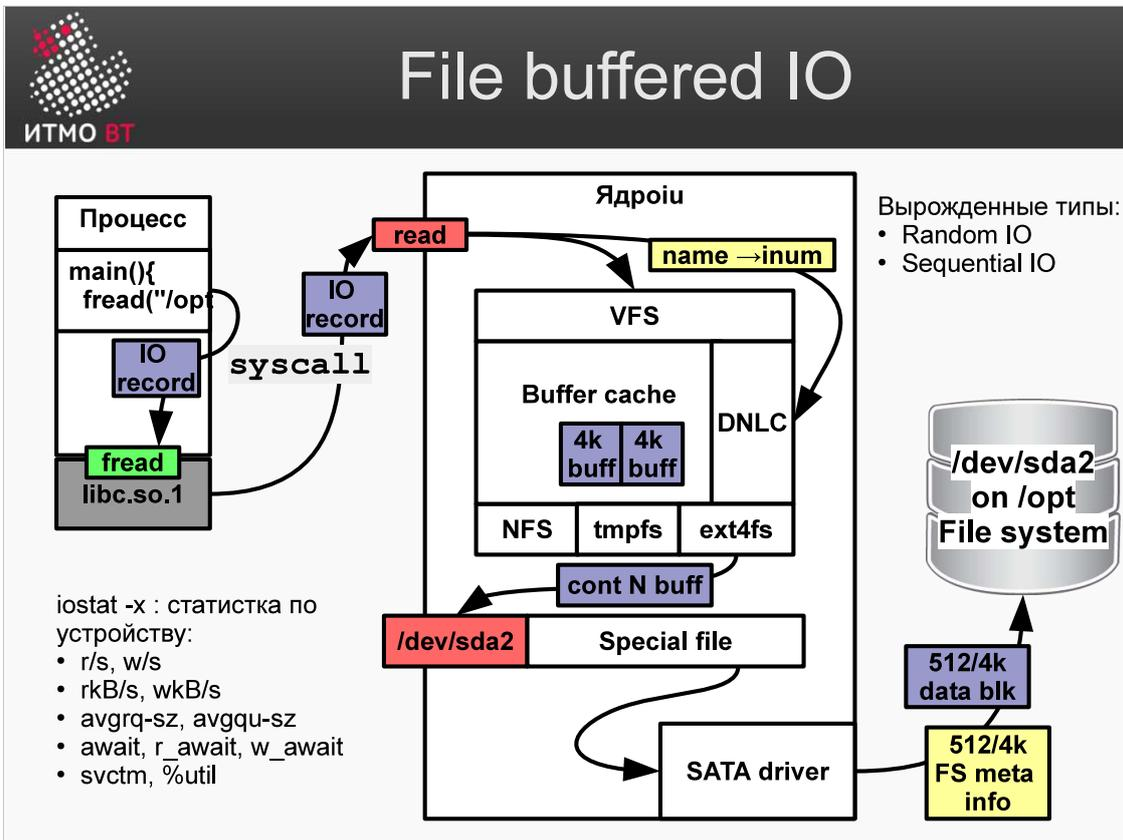 ИТМО ВТ
File buffered IO
Процесс
main(){
fread("/opt
IO
record
fread
libc.so.1
syscall
IO
record
read
Ядроiu
name →inum
VFS
Buffer cache
4k
buff
4k
buff
DNLC
NFS
tmpfs
ext4fs
cont N buff
/dev/sda2
Special file
SATA driver
Вырожденные типы:
• Random IO
• Sequential IO
/dev/sda2
on /opt
File system
512/4k
data blk
512/4k
FS meta
info
iostat -x : статистка по
устройству:
• r/s, w/s
• rkB/s, wkB/s
• avgrq-sz, avgqu-sz
• await, r_await, w_await
• svctm, %util